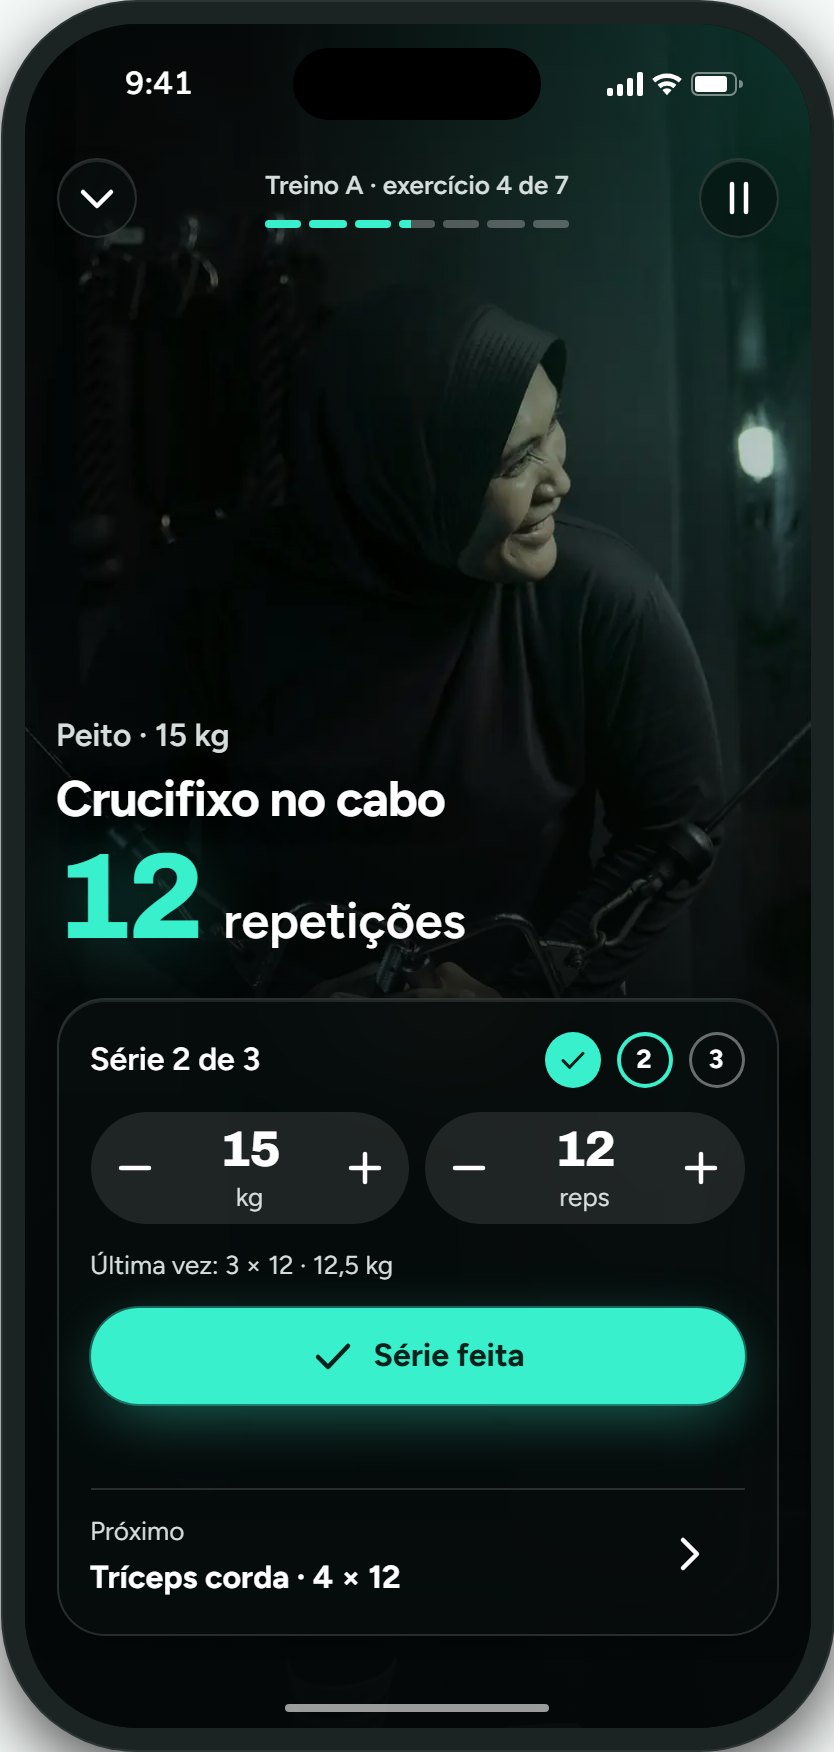 9:41
Treino A · exercício 4 de 7
Peito · 15 kg
Crucifixo no cabo
12 repetições
Série 2 de 3
2
3
15
kg
12
reps
Última vez: 3 × 12 · 12,5 kg
Série feita
Próximo
Tríceps corda · 4 × 12